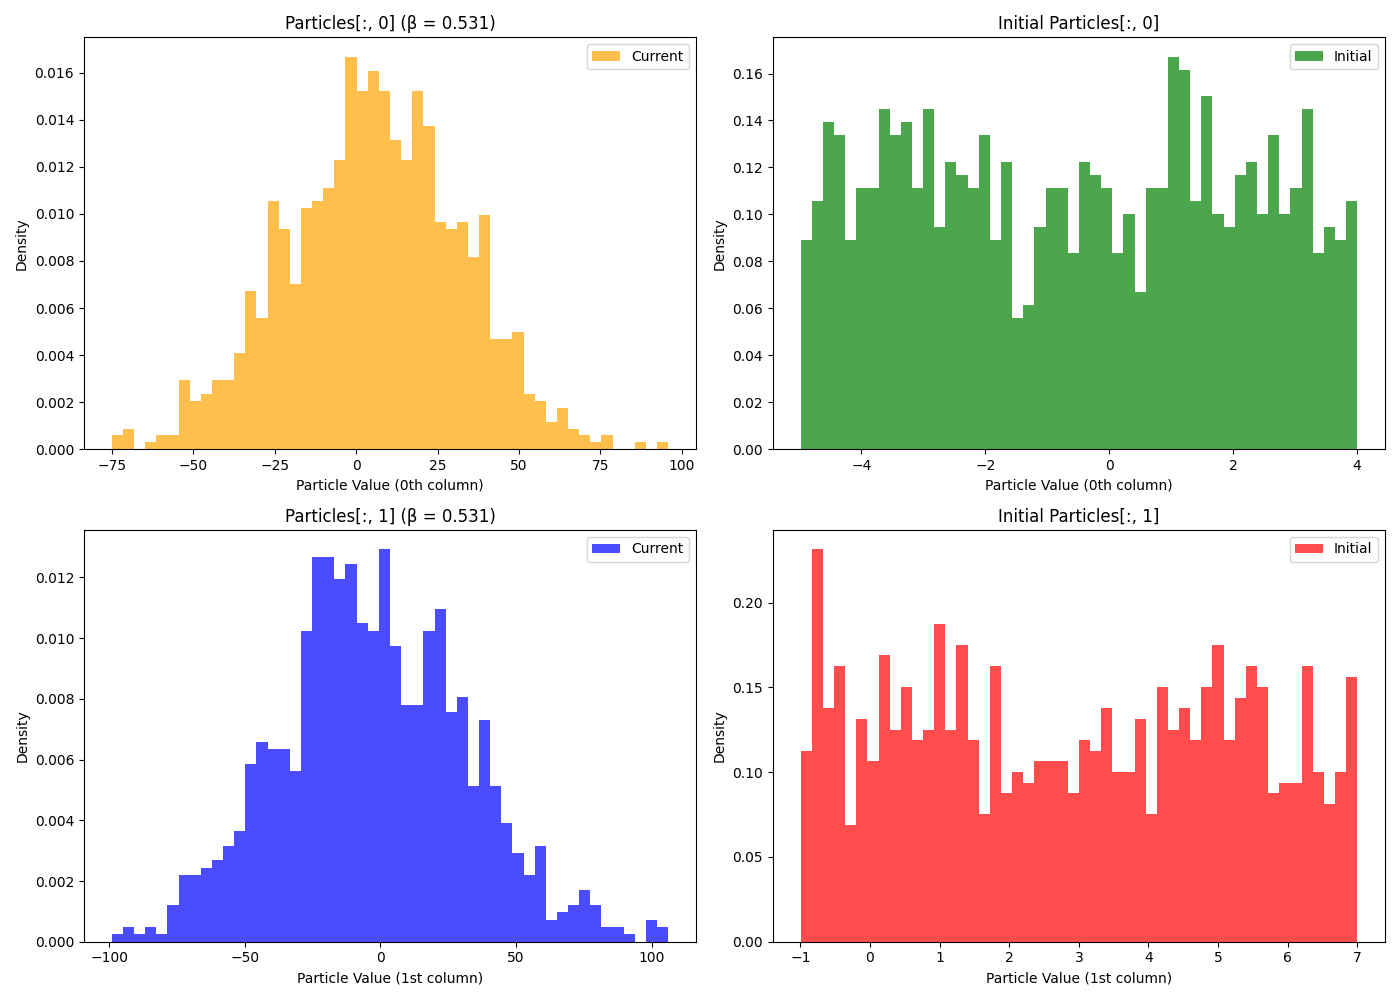 Particles[:, 0] (β = 0.531)
Current
Density
0.016
0.014
0.012
0.010
0.008
0.006
0.004
0.002
0.000
−75 −50 −25 0 25 50 75 100
Particle Value (0th column)
Initial Particles[:, 0]
Initial
Density
0.16
0.14
0.12
0.10
0.08
0.06
0.04
0.02
0.00
−4 −2 0 2 4
Particle Value (0th column)
Particles[:, 1] (β = 0.531)
Current
Density
0.012
0.010
0.008
0.006
0.004
0.002
0.000
−100 −50 0 50 100
Particle Value (1st column)
Initial Particles[:, 1]
Initial
Density
0.20
0.15
0.10
0.05
0.00
−1 0 1 2 3 4 5 6 7
Particle Value (1st column)